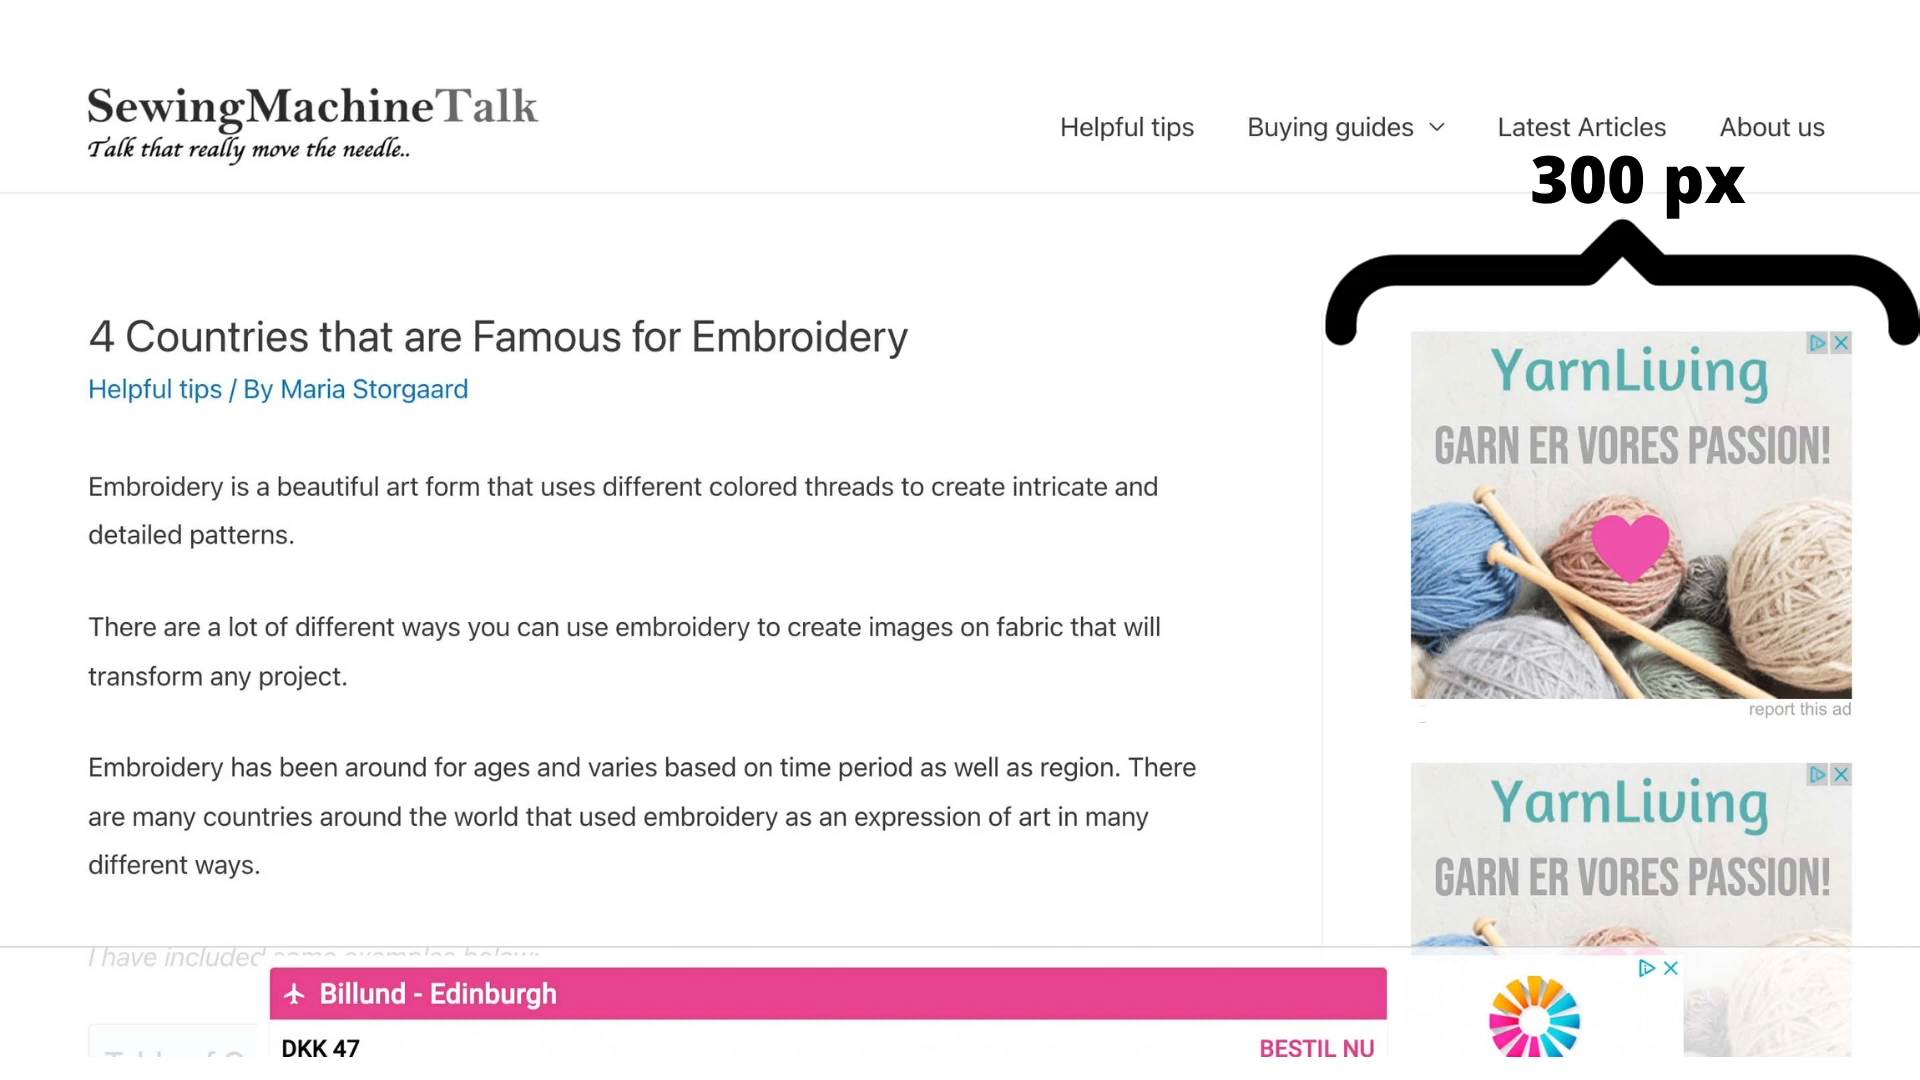 SewingMachineTalk
Talk that really move the needle..
Helpful tips
Buying guides
Latest Articles
About us
300 px
4 Countries that are Famous for Embroidery
Helpful tips / By Maria Storgaard
Embroidery is a beautiful art form that uses different colored threads to create intricate and
detailed patterns.
There are a lot of different ways you can use embroidery to create images on fabric that will
transform any project.
Embroidery has been around for ages and varies based on time period as well as region. There
are many countries around the world that used embroidery as an expression of art in many
different ways.
I have included some examples below:
YarnLiving
GARN ER VORES PASSION!
report this ad
YarnLiving
GARN ER VORES PASSION!
Billund - Edinburgh
DKK 47
BESTIL NU